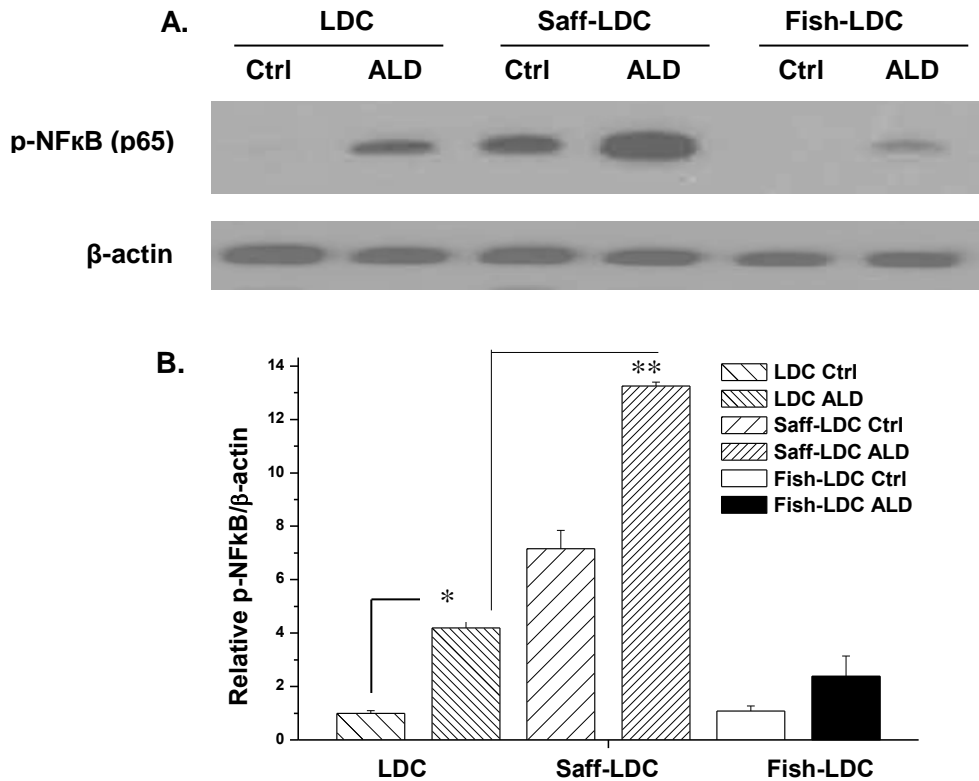 A.
LDC Saff-LDC Fish-LDC
Ctrl ALD Ctrl ALD Ctrl ALD
p-NFκB (p65)
β-actin
B.
Relative p-NFkB/β-actin
14
12
10
8
6
4
2
0
*
**
LDC Ctrl
LDC ALD
Saff-LDC Ctrl
Saff-LDC ALD
Fish-LDC Ctrl
Fish-LDC ALD
LDC Saff-LDC Fish-LDC